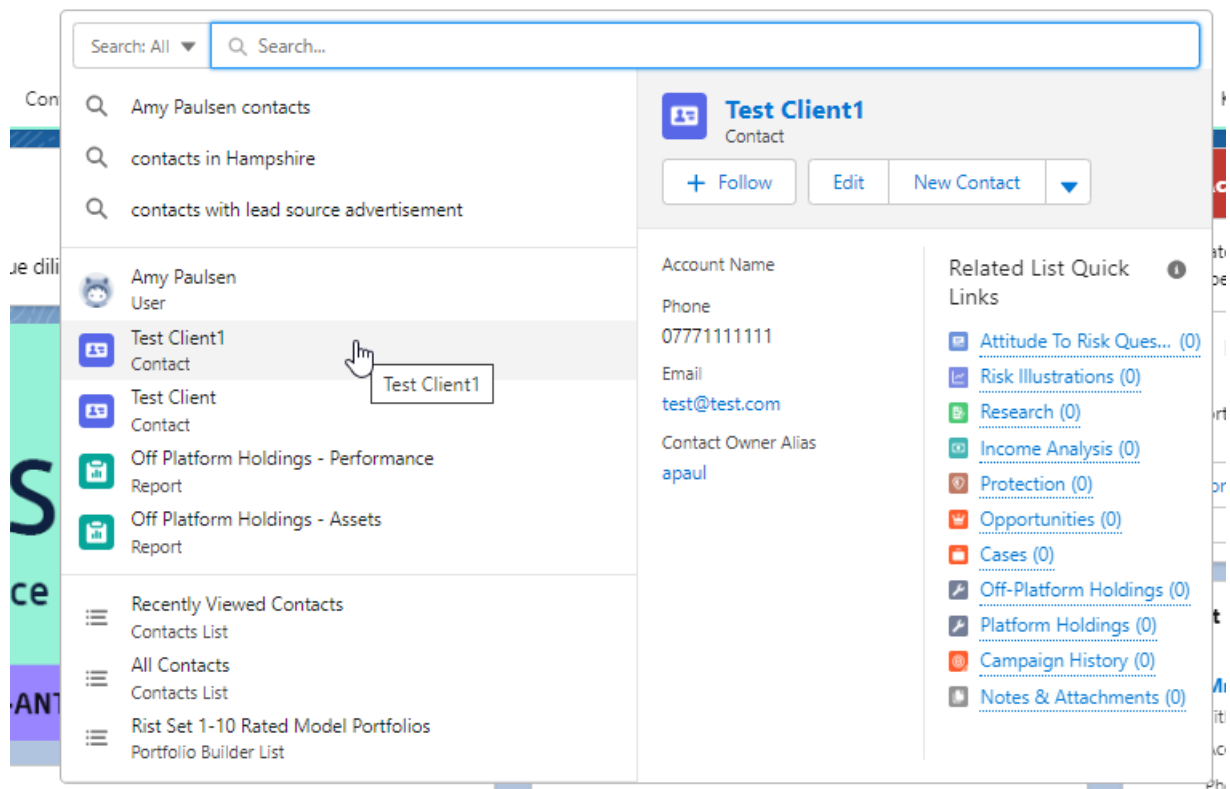 Search: All
Search...
Con
Amy Paulsen contacts
contacts in Hampshire
contacts with lead source advertisement
ue dili
Amy Paulsen
User
Test Client1
Contact
Test Client1
Test Client
Contact
Off Platform Holdings - Performance
Report
Off Platform Holdings - Assets
Report
S
ce
Recently Viewed Contacts
Contacts List
All Contacts
Contacts List
-ANT
Rist Set 1-10 Rated Model Portfolios
Portfolio Builder List
Test Client1
Contact
+ Follow
Edit
New Contact
Account Name
Phone
07771111111
Email
test@test.com
Contact Owner Alias
apaul
Related List Quick
Links
Attitude To Risk Ques... (0)
Risk Illustrations (0)
Research (0)
Income Analysis (0)
Protection (0)
Opportunities (0)
Cases (0)
Off-Platform Holdings (0)
Platform Holdings (0)
Campaign History (0)
Notes & Attachments (0)